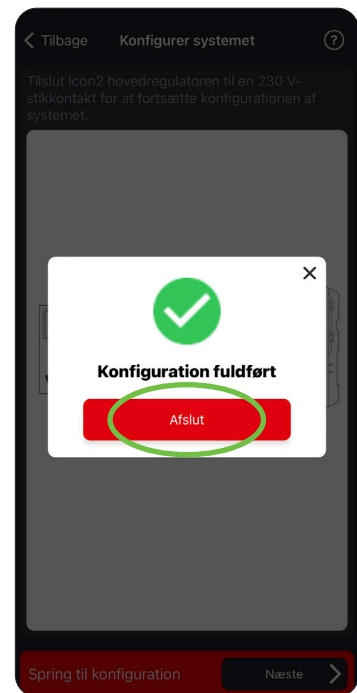 Tilbage
Konfigurer systemet
?
Tilslut Icon2 hovedregulatoren til en 230 V-
stikkontakt for at fortsætte konfigurationen af
systemet.
Konfiguration fuldført
Afslut
Spring til konfiguration
Næste